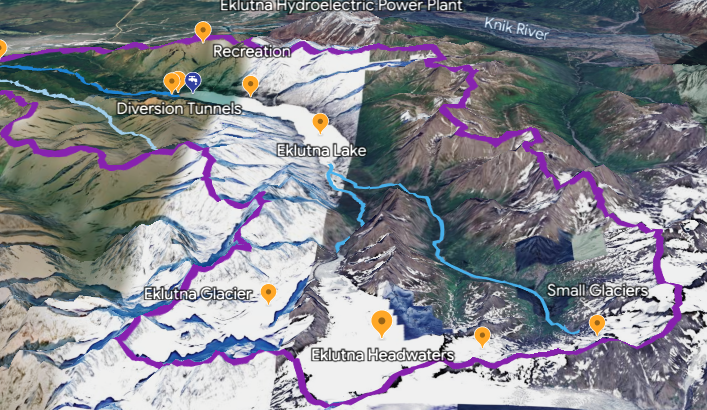 Eklutna Hydroelectric Power Plant
Knik River
Recreation
Diversion Tunnels
Eklutna Lake
Eklutna Glacier
Small Glaciers
Eklutna Headwaters